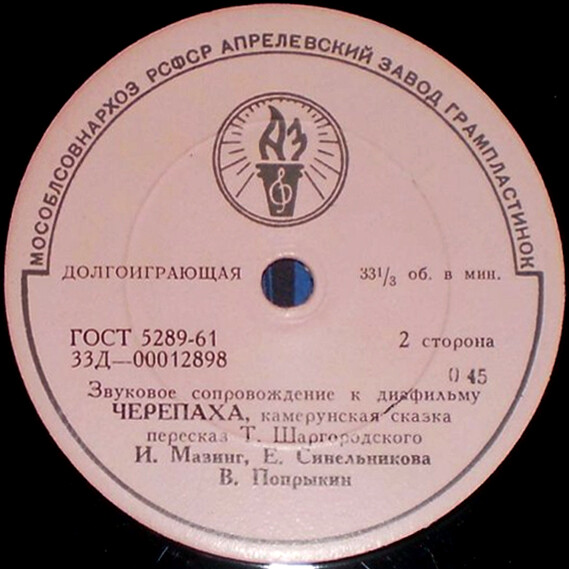 МОСОБЛСОВНАРХОЗ РСФСР АПРЕЛЕВСКИЙ ЗАВОД ГРАМПЛАСТИНОК
АЗ
ДОЛГОИГРАЮЩАЯ 33 1/3 об. в мин.
ГОСТ 5289-61 2 сторона
33Д—00012898
0 45
Звуковое сопровождение к диафильму
ЧЕРЕПАХА, камерунская сказка
пересказ Т. Шаргородского
И. Мазинг, Е. Синельникова
В. Попрыкин